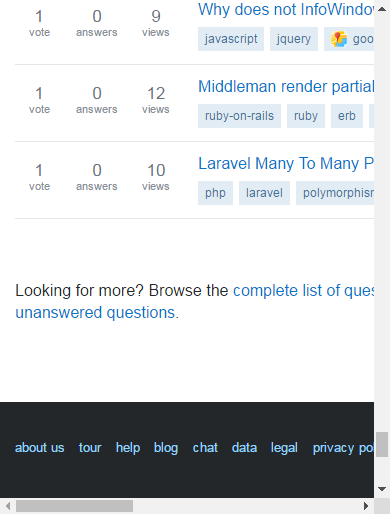 1 0 9 Why does not InfoWindow
vote answers views javascript jquery goo
1 0 12 Middleman render partial
vote answers views ruby-on-rails ruby erb
1 0 10 Laravel Many To Many P
vote answers views php laravel polymorphism
Looking for more? Browse the complete list of ques
unanswered questions.
about us tour help blog chat data legal privacy pol